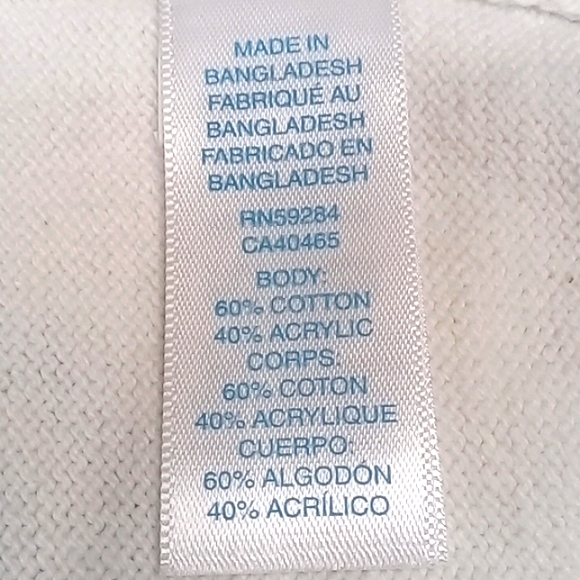 MADE IN
BANGLADESH
FABRIQUÉ AU
BANGLADESH
FABRICADO EN
BANGLADESH
RN59284
CA40465
BODY:
60% COTTON
40% ACRYLIC
CORPS:
60% COTON
40% ACRYLIQUE
CUERPO:
60% ALGODÓN
40% ACRÍLICO